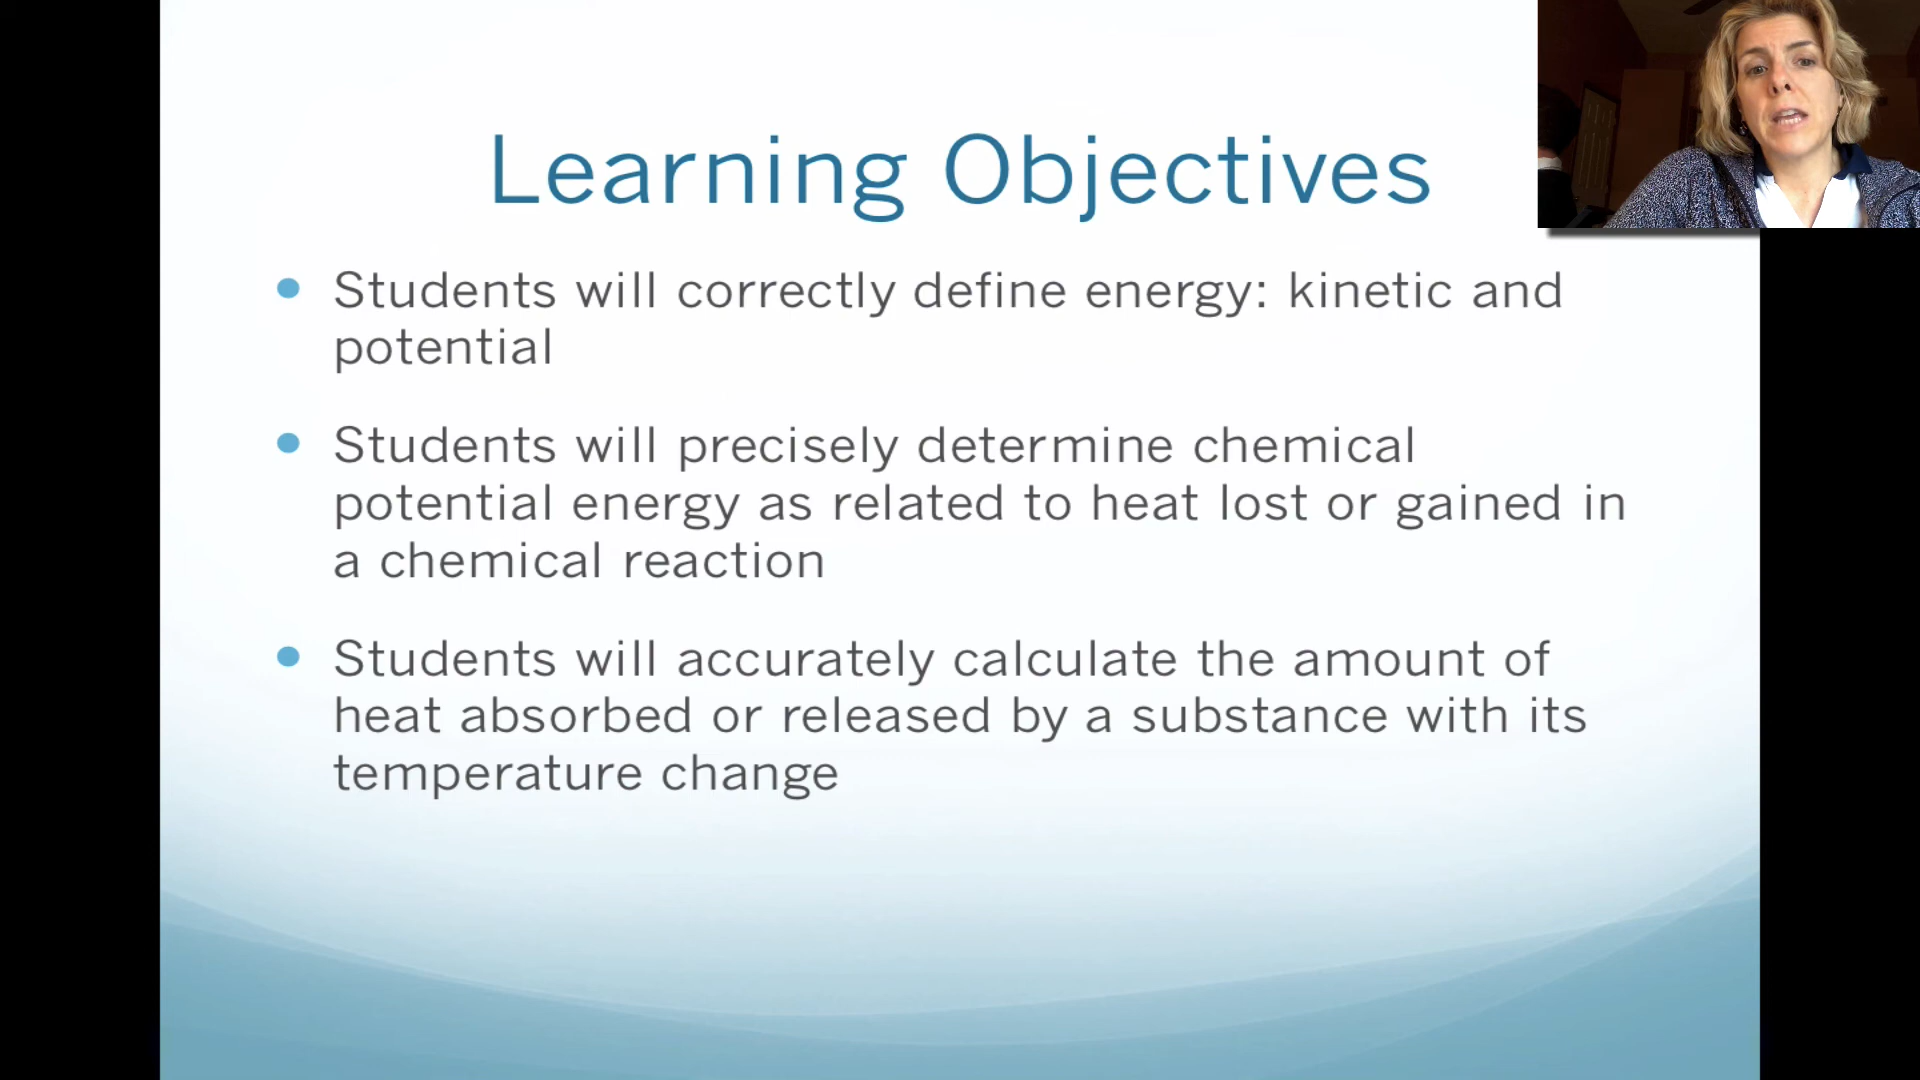 Learning Objectives
Students will correctly define energy: kinetic and
potential
Students will precisely determine chemical
potential energy as related to heat lost or gained in
a chemical reaction
Students will accurately calculate the amount of
heat absorbed or released by a substance with its
temperature change